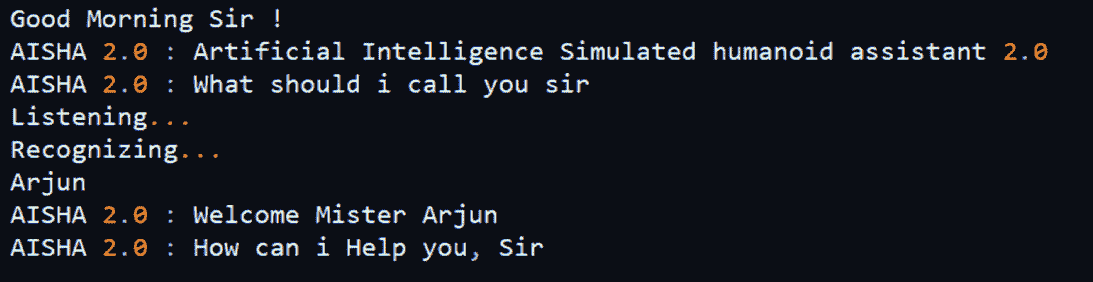 Good Morning Sir !
AISHA 2.0 : Artificial Intelligence Simulated humanoid assistant 2.0
AISHA 2.0 : What should i call you sir
Listening...
Recognizing...
Arjun
AISHA 2.0 : Welcome Mister Arjun
AISHA 2.0 : How can i Help you, Sir